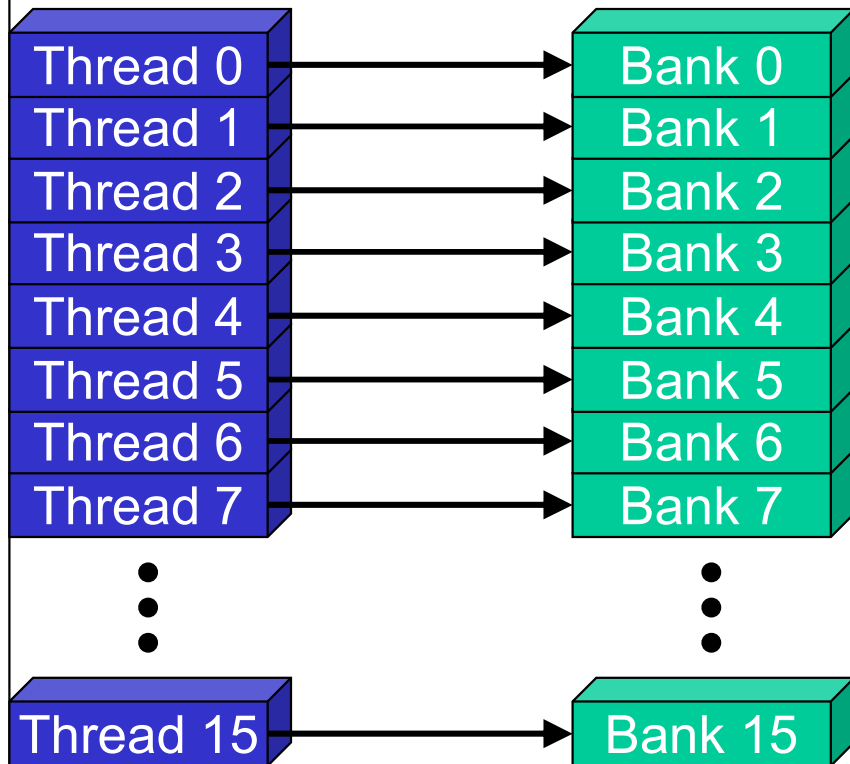 Thread 0 Bank 0
Thread 1 Bank 1
Thread 2 Bank 2
Thread 3 Bank 3
Thread 4 Bank 4
Thread 5 Bank 5
Thread 6 Bank 6
Thread 7 Bank 7
Thread 15 Bank 15